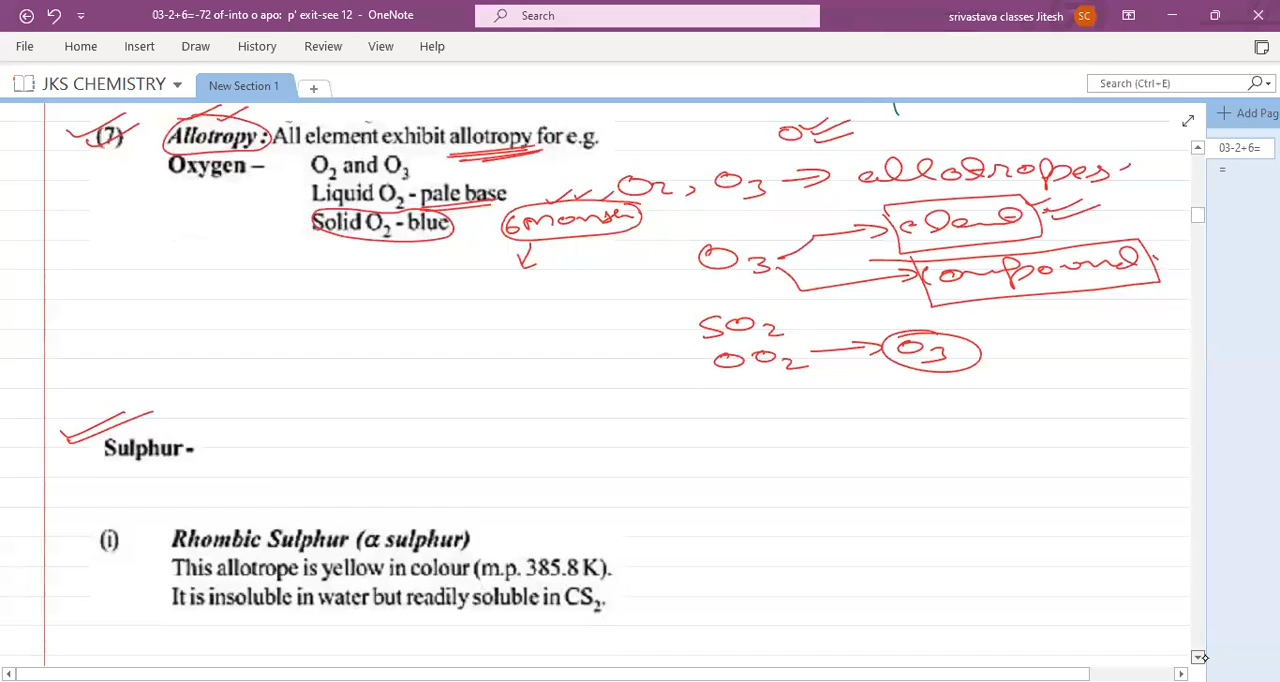 03-2+6=-72 of-into o apo: p' exit-see 12 - OneNote
Search
srivastava classes Jitesh
SC
File Home Insert Draw History Review View Help
JKS CHEMISTRY
New Section 1
+
Search (Ctrl+E)
+ Add Pag
03-2+6=
=
(7) Allotropy : All element exhibit allotropy for e.g.
Oxygen – O2 and O3
Liquid O2 - pale base
Solid O2 - blue
O
O2, O3 → allotropes
O3
compound
SO2
OO2 → O3
Sulphur -
(i) Rhombic Sulphur (α sulphur)
This allotrope is yellow in colour (m.p. 385.8 K).
It is insoluble in water but readily soluble in CS2.